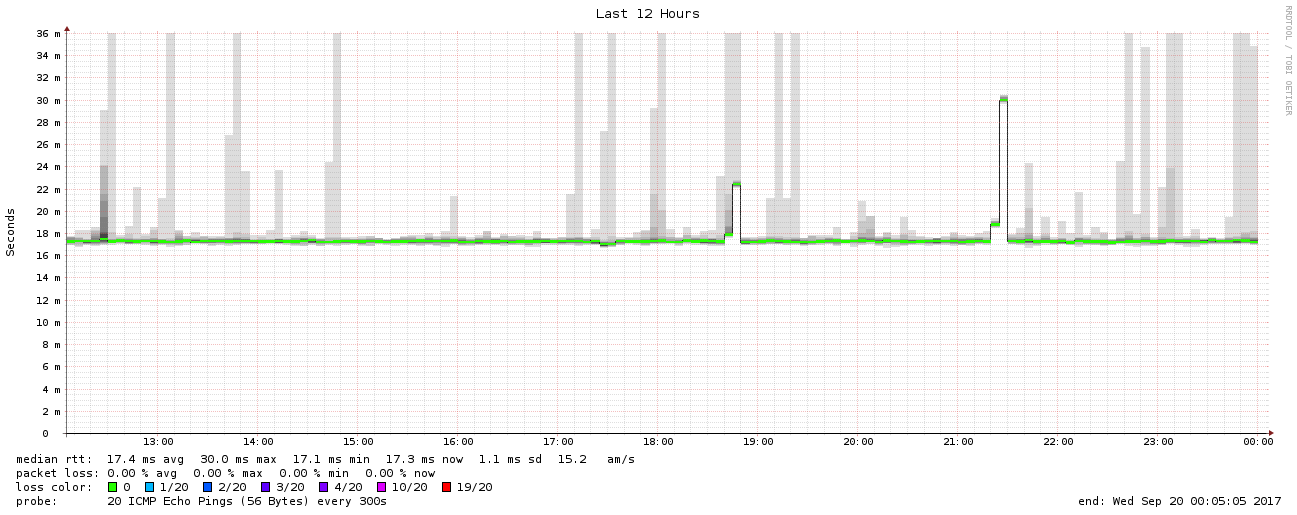 Last 12 Hours
RRDTOOL / TOBI OETIKER
Seconds
36 m
34 m
32 m
30 m
28 m
26 m
24 m
22 m
20 m
18 m
16 m
14 m
12 m
10 m
8 m
6 m
4 m
2 m
0
13:00 14:00 15:00 16:00 17:00 18:00 19:00 20:00 21:00 22:00 23:00 00:00
median rtt: 17.4 ms avg 30.0 ms max 17.1 ms min 17.3 ms now 1.1 ms sd 15.2 am/s
packet loss: 0.00 % avg 0.00 % max 0.00 % min 0.00 % now
loss color: 0 1/20 2/20 3/20 4/20 10/20 19/20
probe: 20 ICMP Echo Pings (56 Bytes) every 300s end: Wed Sep 20 00:05:05 2017